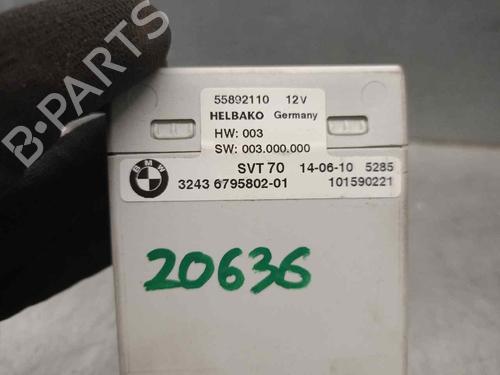 B-PARTS
55892110 12V
HELBAKO Germany
HW: 003
SW: 003.000.000
BMW
SVT 70 14-06-10 5285
3243 6795802-01 101590221
20636